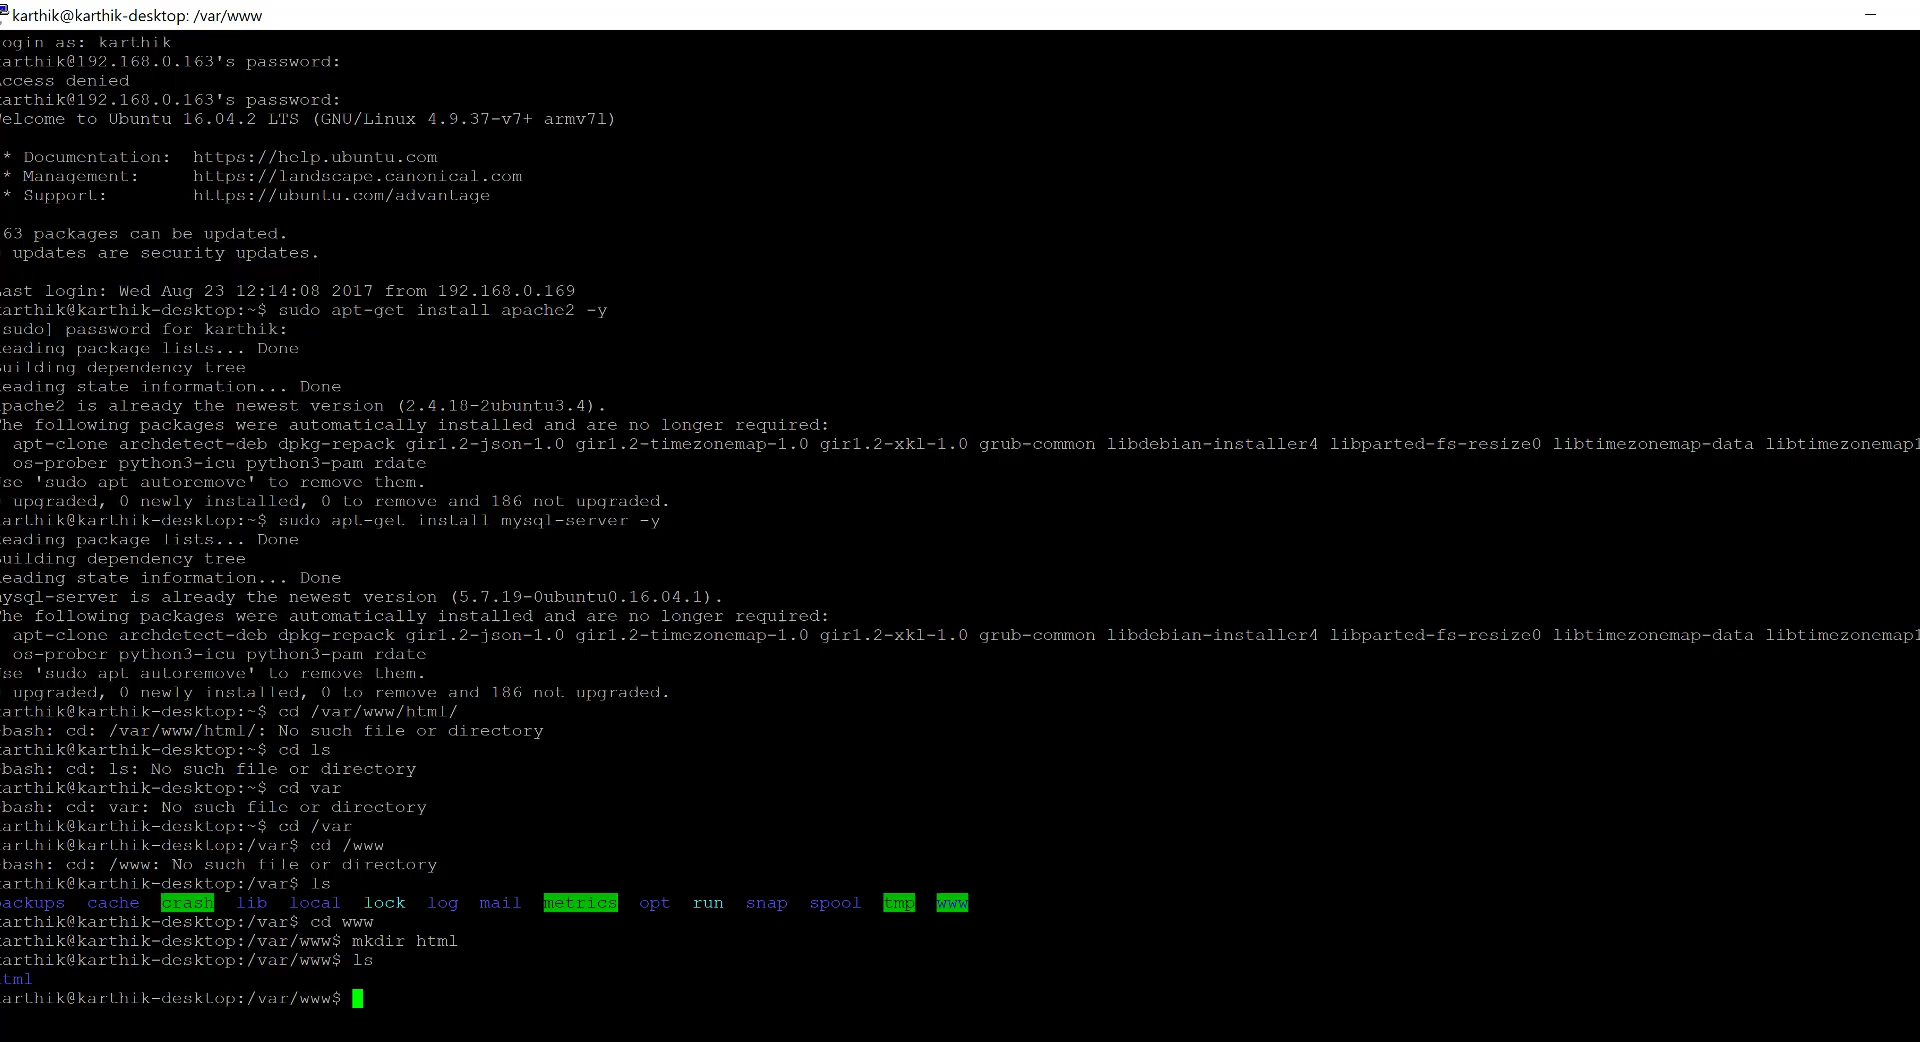 karthik@karthik-desktop: /var/www
ogin as: karthik
arthik@192.168.0.163's password:
ccess denied
arthik@192.168.0.163's password:
elcome to Ubuntu 16.04.2 LTS (GNU/Linux 4.9.37-v7+ armv7l)
* Documentation:  https://help.ubuntu.com
* Management:     https://landscape.canonical.com
* Support:        https://ubuntu.com/advantage
63 packages can be updated.
updates are security updates.
ast login: Wed Aug 23 12:14:08 2017 from 192.168.0.169
arthik@karthik-desktop:~$ sudo apt-get install apache2 -y
sudo] password for karthik:
eading package lists... Done
uilding dependency tree
eading state information... Done
pache2 is already the newest version (2.4.18-2ubuntu3.4).
he following packages were automatically installed and are no longer required:
apt-clone archdetect-deb dpkg-repack gir1.2-json-1.0 gir1.2-timezonemap-1.0 gir1.2-xkl-1.0 grub-common libdebian-installer4 libparted-fs-resize0 libtimezonemap-data libtimezonemap1
os-prober python3-icu python3-pam rdate
se 'sudo apt autoremove' to remove them.
upgraded, 0 newly installed, 0 to remove and 186 not upgraded.
arthik@karthik-desktop:~$ sudo apt-get install mysql-server -y
eading package lists... Done
uilding dependency tree
eading state information... Done
ysql-server is already the newest version (5.7.19-0ubuntu0.16.04.1).
he following packages were automatically installed and are no longer required:
apt-clone archdetect-deb dpkg-repack gir1.2-json-1.0 gir1.2-timezonemap-1.0 gir1.2-xkl-1.0 grub-common libdebian-installer4 libparted-fs-resize0 libtimezonemap-data libtimezonemap1
os-prober python3-icu python3-pam rdate
se 'sudo apt autoremove' to remove them.
upgraded, 0 newly installed, 0 to remove and 186 not upgraded.
arthik@karthik-desktop:~$ cd /var/www/html/
bash: cd: /var/www/html/: No such file or directory
arthik@karthik-desktop:~$ cd ls
bash: cd: ls: No such file or directory
arthik@karthik-desktop:~$ cd var
bash: cd: var: No such file or directory
arthik@karthik-desktop:~$ cd /var
arthik@karthik-desktop:/var$ cd /www
bash: cd: /www: No such file or directory
arthik@karthik-desktop:/var$ ls
ackups  cache  crash  lib  local  lock  log  mail  metrics  opt  run  snap  spool  tmp  www
arthik@karthik-desktop:/var$ cd www
arthik@karthik-desktop:/var/www$ mkdir html
arthik@karthik-desktop:/var/www$ ls
tml
arthik@karthik-desktop:/var/www$